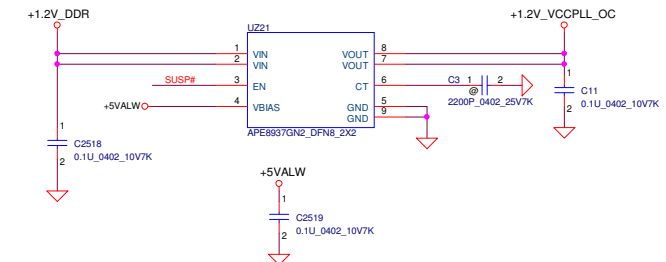 +1.2V_DDR
+1.2V_VCCPLL_OC
UZ21
1 VIN VOUT 8
2 VIN VOUT 7
SUSP# 3 EN CT 6 C3 1 2
@
2200P_0402_25V7K
+5VALW 4 VBIAS GND 5
GND 9
APE8937GN2_DFN8_2X2
1
C11
0.1U_0402_10V7K
2
1
C2518
0.1U_0402_10V7K
2
+5VALW
1
C2519
0.1U_0402_10V7K
2